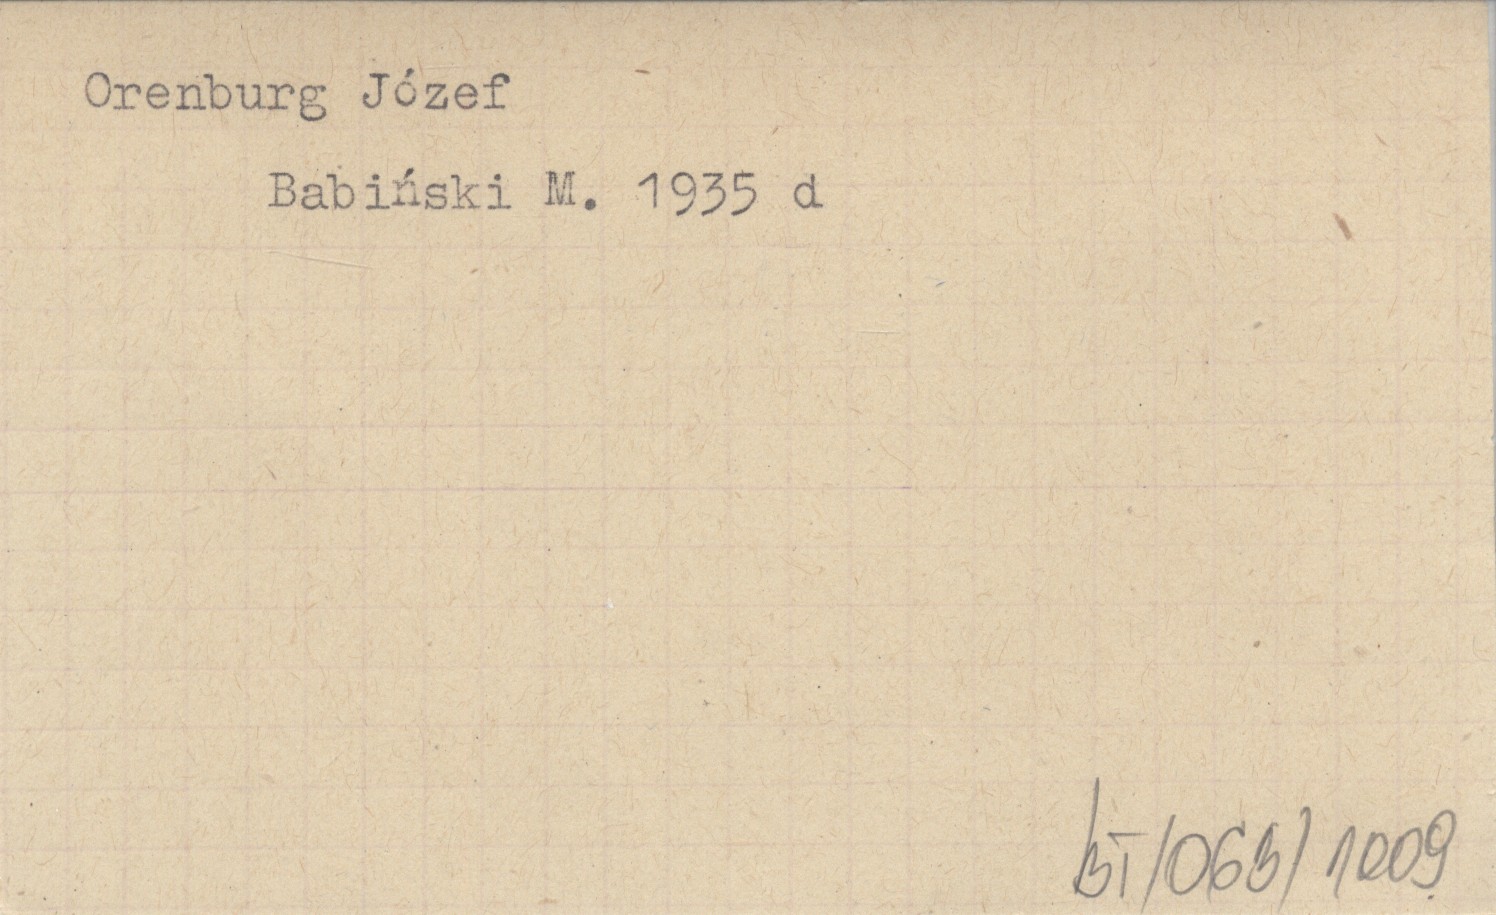 Orenburg Józef
Babiński M. 1935 d
BT/063/1009